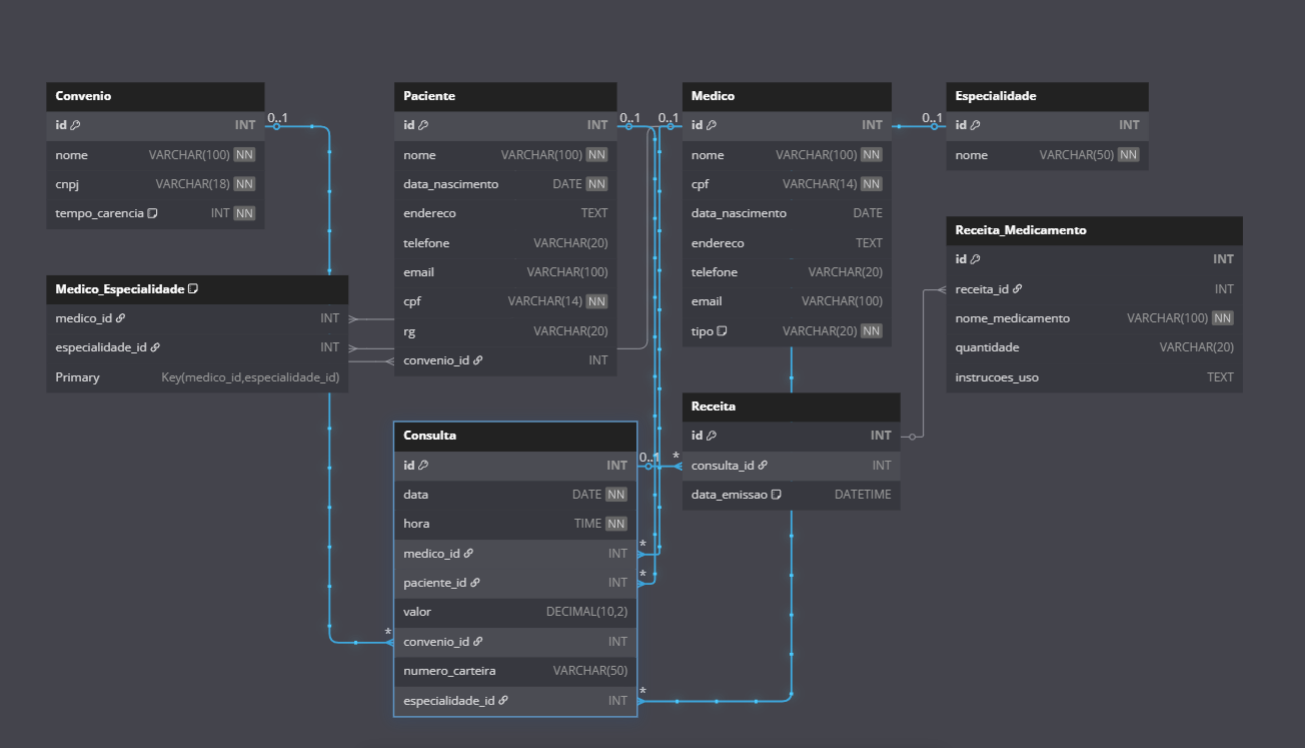 Convenio
id INT
nome VARCHAR(100) NN
cnpj VARCHAR(18) NN
tempo_carencia INT NN
0..1
Medico_Especialidade
medico_id INT
especialidade_id INT
Primary Key(medico_id,especialidade_id)
Paciente
id INT
nome VARCHAR(100) NN
data_nascimento DATE NN
endereco TEXT
telefone VARCHAR(20)
email VARCHAR(100)
cpf VARCHAR(14) NN
rg VARCHAR(20)
convenio_id INT
0..1
0..1
Medico
id INT
nome VARCHAR(100) NN
cpf VARCHAR(14) NN
data_nascimento DATE
endereco TEXT
telefone VARCHAR(20)
email VARCHAR(100)
tipo VARCHAR(20) NN
0..1
Especialidade
id INT
nome VARCHAR(50) NN
Receita_Medicamento
id INT
receita_id INT
nome_medicamento VARCHAR(100) NN
quantidade VARCHAR(20)
instrucoes_uso TEXT
Consulta
id INT
data DATE NN
hora TIME NN
medico_id INT
paciente_id INT
valor DECIMAL(10,2)
convenio_id INT
numero_carteira VARCHAR(50)
especialidade_id INT
0..1
*
*
*
*
*
Receita
id INT
consulta_id INT
data_emissao DATETIME